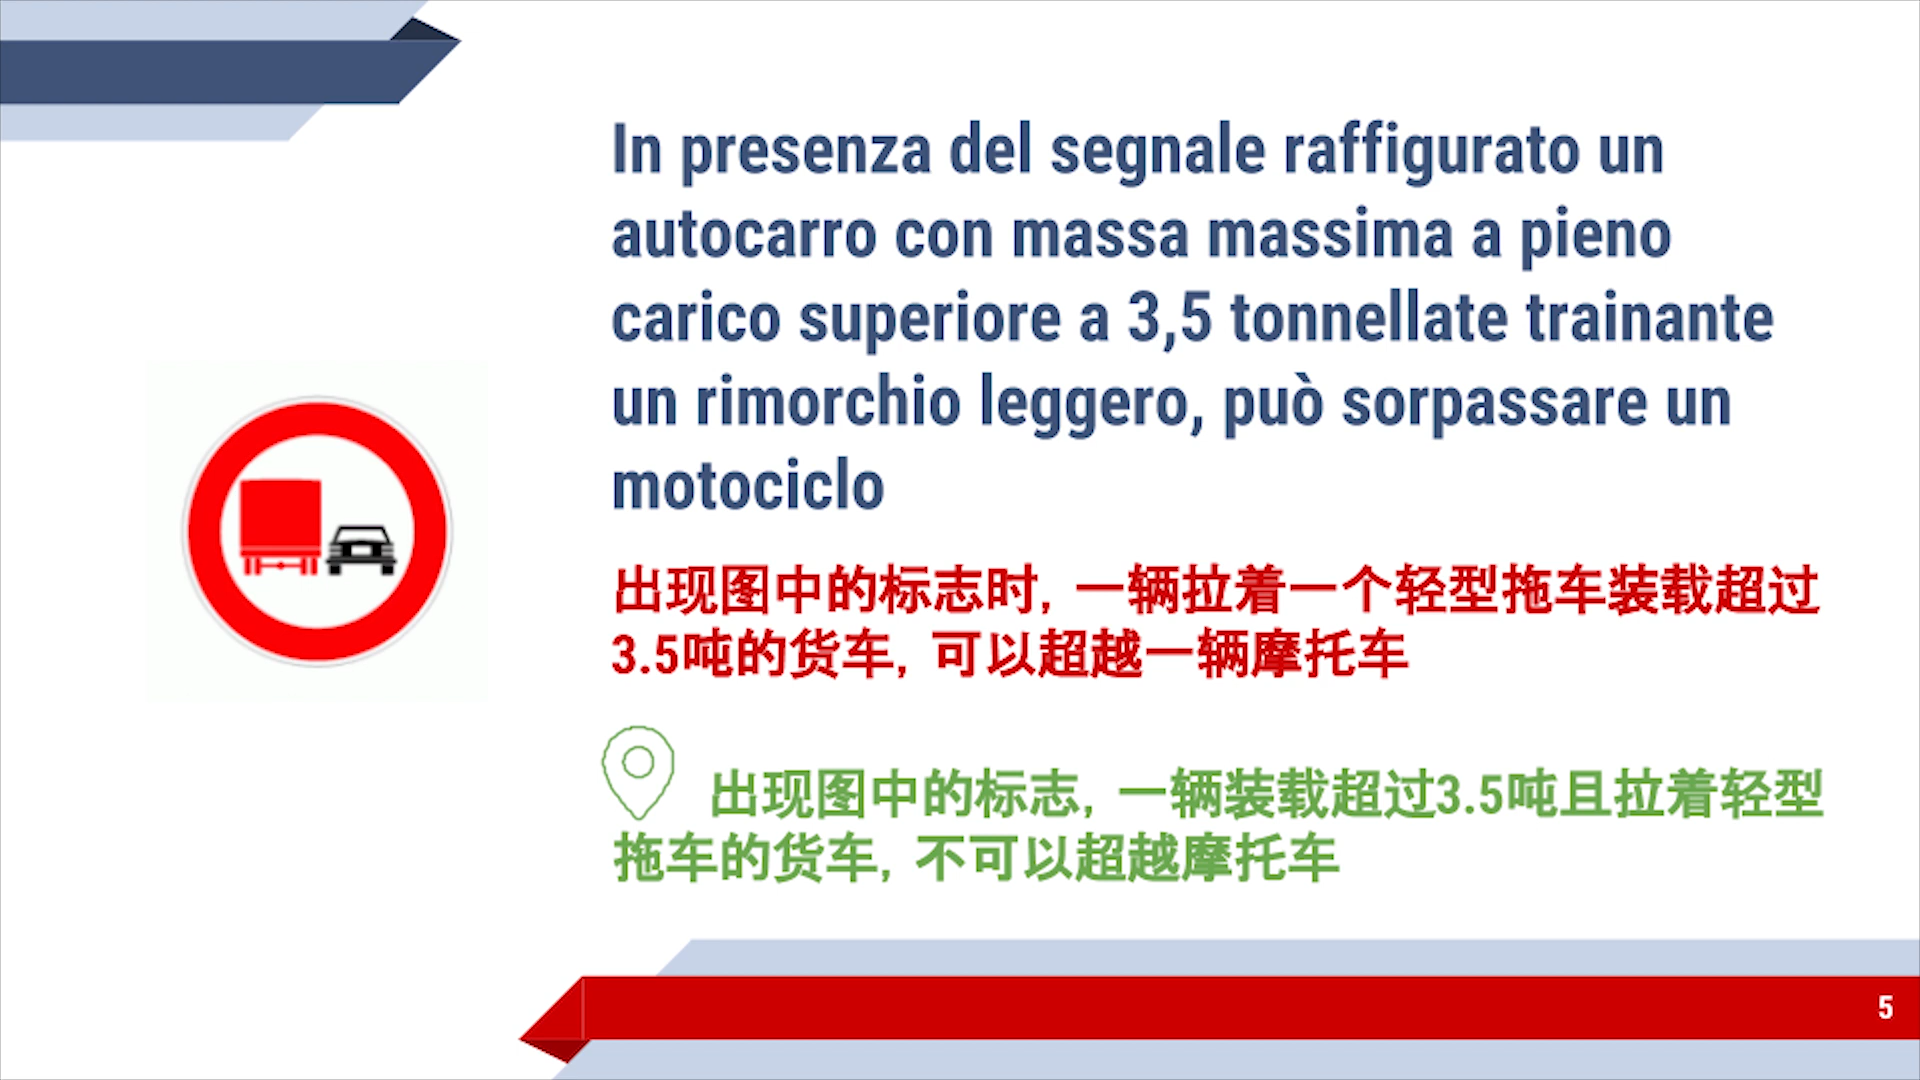 In presenza del segnale raffigurato un
autocarro con massa massima a pieno
carico superiore a 3,5 tonnellate trainante
un rimorchio leggero, può sorpassare un
motociclo
出现图中的标志时, 一辆拉着一个轻型拖车装载超过
3.5吨的货车, 可以超越一辆摩托车
出现图中的标志, 一辆装载超过3.5吨且拉着轻型
拖车的货车, 不可以超越摩托车
5